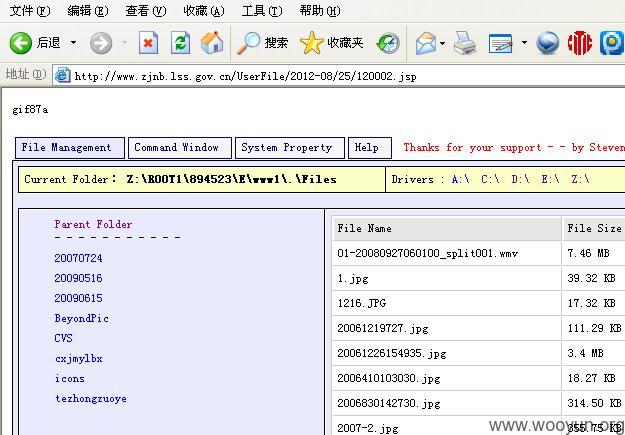 文件(F) 编辑(E) 查看(V) 收藏(A) 工具(T) 帮助(H)
后退 搜索 收藏夹
地址(D) http://www.zjnb.lss.gov.cn/UserFile/2012-08/25/120002.jsp
gif87a
File Management Command Window System Property Help Thanks for your support - - by Steven
Current Folder: Z:\ROOT1\894523\E\www1\.\Files Drivers : A:\ C:\ D:\ E:\ Z:\
Parent Folder
- - - - - - - - - - - -
20070724
20090516
20090615
BeyondPic
CVS
cxjmylbx
icons
tezhongzuoye
File Name File Size
01-20080927060100_split001.wmv 7.46 MB
1.jpg 39.32 KB
1216.JPG 17.32 KB
20061219727.jpg 111.29 KB
20061226154935.jpg 3.4 MB
2006410103030.jpg 18.27 KB
2006830142730.jpg 314.50 KB
2007-2.jpg 355.75 KB
www.wooyun.org